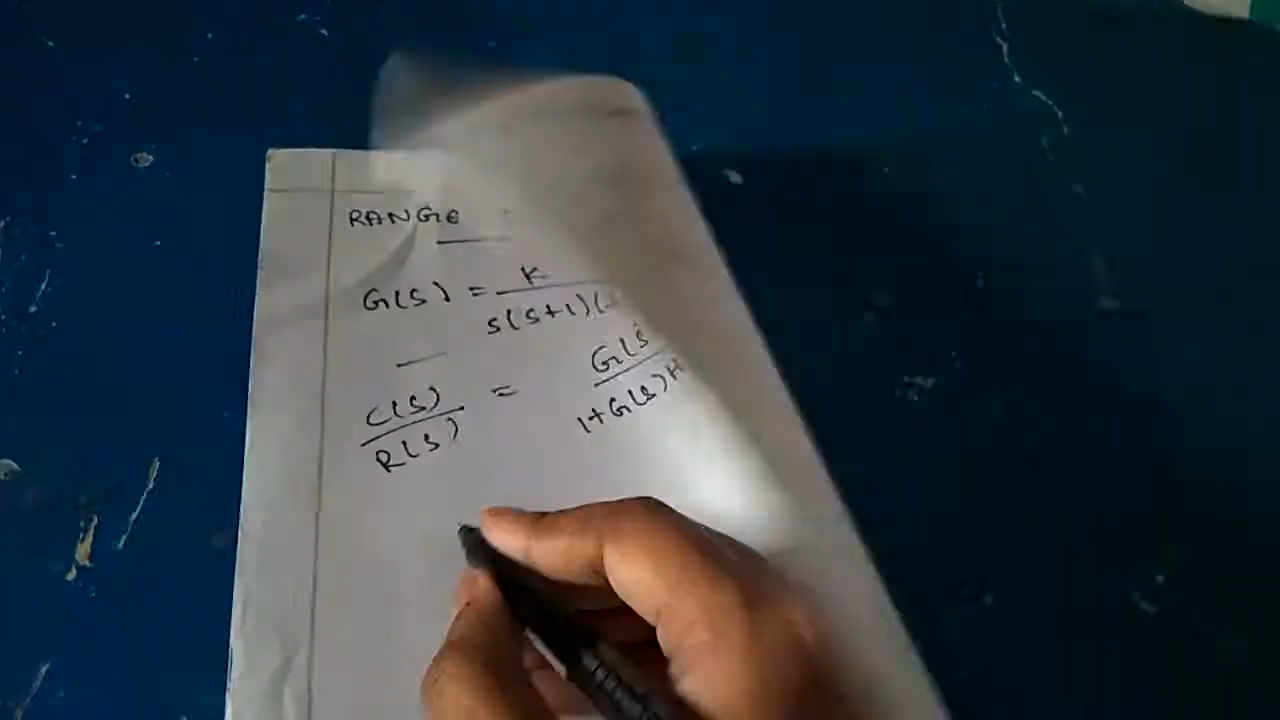 RANGE :
G(S) = K / S(S+1)(
C(S) / R(S) = G(S / 1+G(S)H